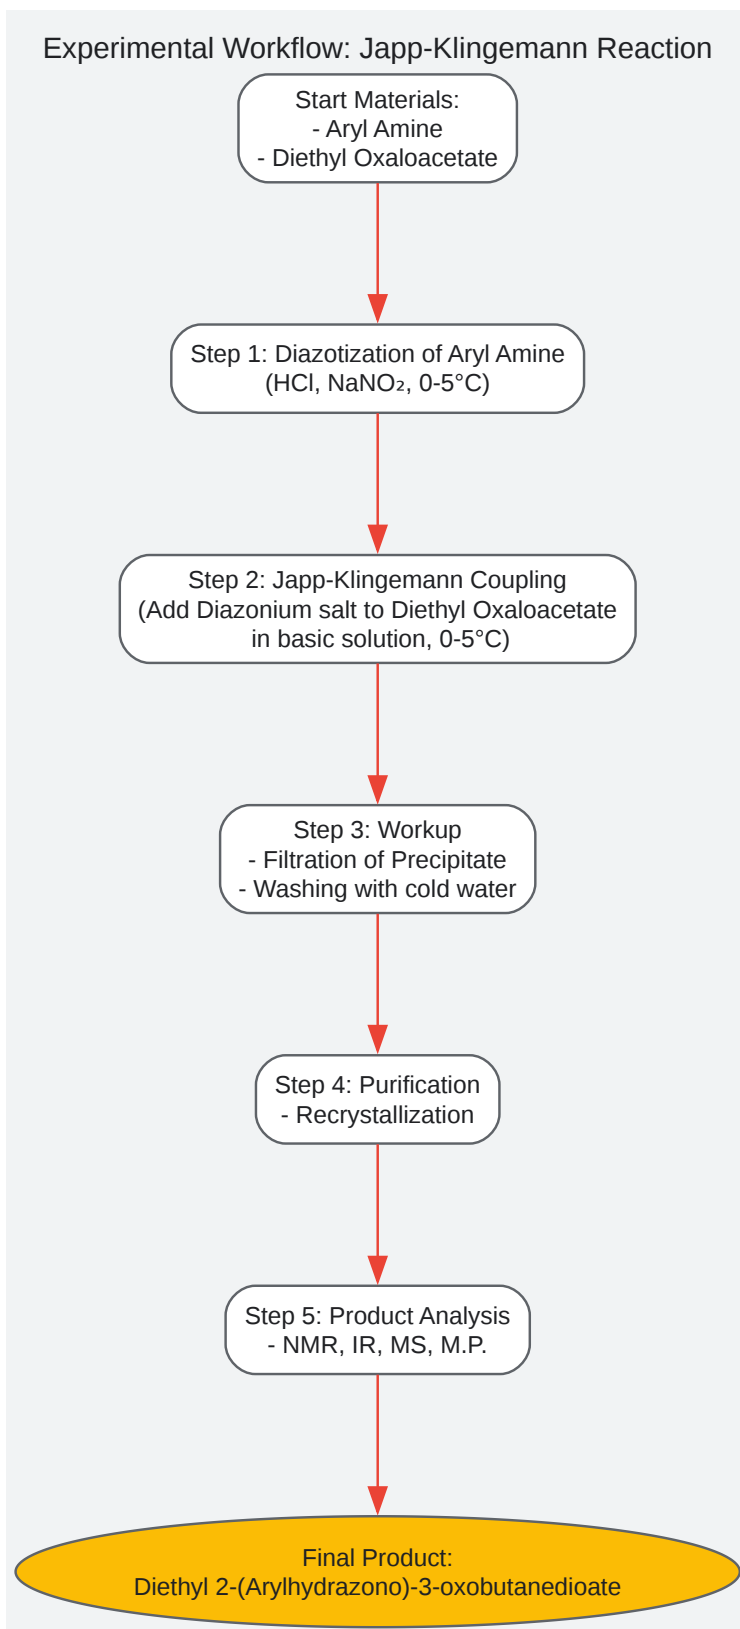 Experimental Workflow: Japp-Klingemann Reaction
Start Materials:
- Aryl Amine
- Diethyl Oxaloacetate
Step 1: Diazotization of Aryl Amine
(HCl, NaNO₂, 0-5°C)
Step 2: Japp-Klingemann Coupling
(Add Diazonium salt to Diethyl Oxaloacetate
in basic solution, 0-5°C)
Step 3: Workup
- Filtration of Precipitate
- Washing with cold water
Step 4: Purification
- Recrystallization
Step 5: Product Analysis
- NMR, IR, MS, M.P.
Final Product:
Diethyl 2-(Arylhydrazono)-3-oxobutanedioate